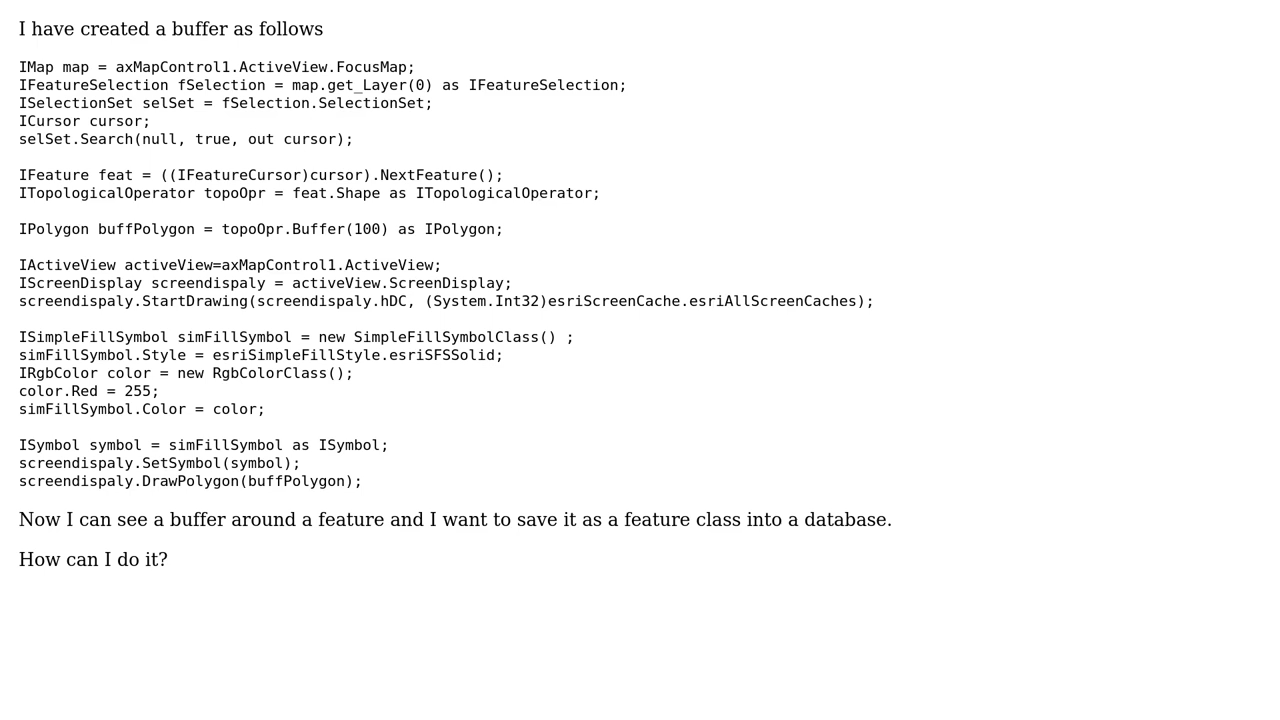 I have created a buffer as follows
IMap map = axMapControl1.ActiveView.FocusMap;
IFeatureSelection fSelection = map.get_Layer(0) as IFeatureSelection;
ISelectionSet selSet = fSelection.SelectionSet;
ICursor cursor;
selSet.Search(null, true, out cursor);
IFeature feat = ((IFeatureCursor)cursor).NextFeature();
ITopologicalOperator topoOpr = feat.Shape as ITopologicalOperator;
IPolygon buffPolygon = topoOpr.Buffer(100) as IPolygon;
IActiveView activeView=axMapControl1.ActiveView;
IScreenDisplay screendispaly = activeView.ScreenDisplay;
screendispaly.StartDrawing(screendispaly.hDC, (System.Int32)esriScreenCache.esriAllScreenCaches);
ISimpleFillSymbol simFillSymbol = new SimpleFillSymbolClass() ;
simFillSymbol.Style = esriSimpleFillStyle.esriSFSSolid;
IRgbColor color = new RgbColorClass();
color.Red = 255;
simFillSymbol.Color = color;
ISymbol symbol = simFillSymbol as ISymbol;
screendispaly.SetSymbol(symbol);
screendispaly.DrawPolygon(buffPolygon);
Now I can see a buffer around a feature and I want to save it as a feature class into a database.
How can I do it?